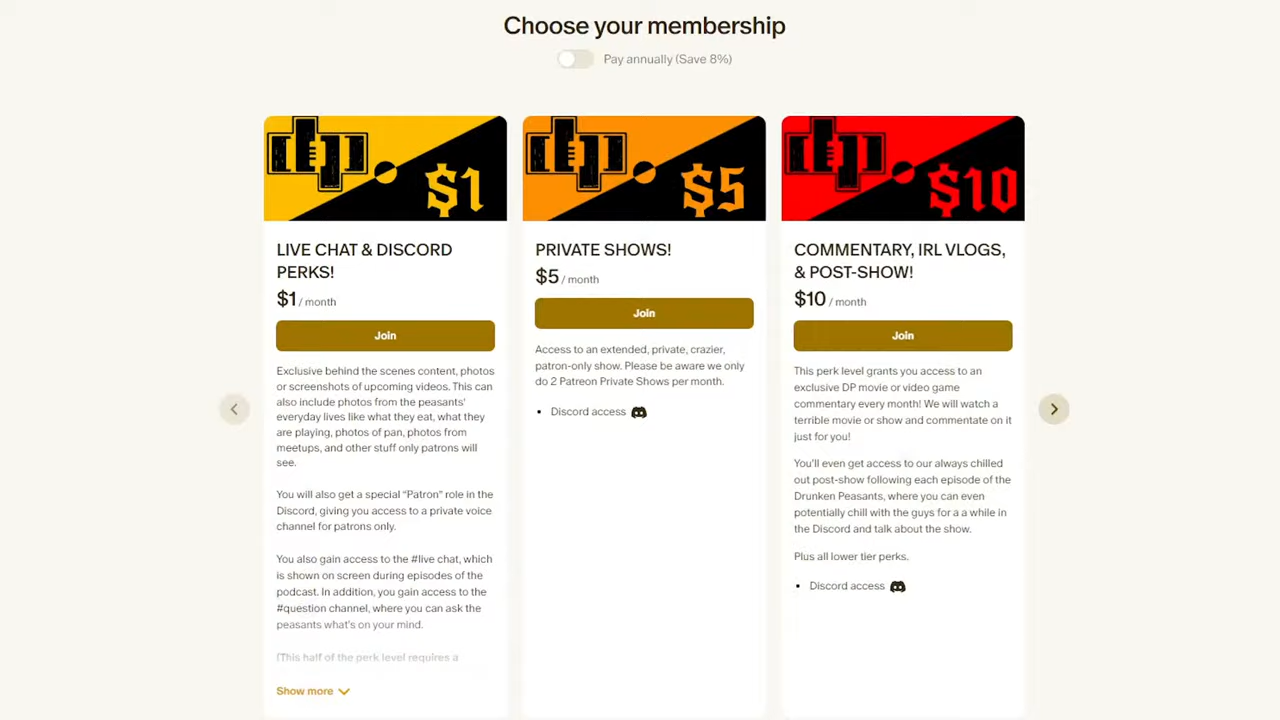 Choose your membership
Pay annually (Save 8%)
$1
LIVE CHAT & DISCORD
PERKS!
$1 / month
Join
Exclusive behind the scenes content, photos
or screenshots of upcoming videos. This can
also include photos from the peasants'
everyday lives like what they eat, what they
are playing, photos of pan, photos from
meetups, and other stuff only patrons will
see.
You will also get a special “Patron” role in the
Discord, giving you access to a private voice
channel for patrons only.
You also gain access to the #live chat, which
is shown on screen during episodes of the
podcast. In addition, you gain access to the
#question channel, where you can ask the
peasants what's on your mind.
(This half of the perk level requires a
Show more
$5
PRIVATE SHOWS!
$5 / month
Join
Access to an extended, private, crazier,
patron-only show. Please be aware we only
do 2 Patreon Private Shows per month.
• Discord access
$10
COMMENTARY, IRL VLOGS,
& POST-SHOW!
$10 / month
Join
This perk level grants you access to an
exclusive DP movie or video game
commentary every month! We will watch a
terrible movie or show and commentate on it
just for you!
You'll even get access to our always chilled
out post-show following each episode of the
Drunken Peasants, where you can even
potentially chill with the guys for a a while in
the Discord and talk about the show.
Plus all lower tier perks.
• Discord access